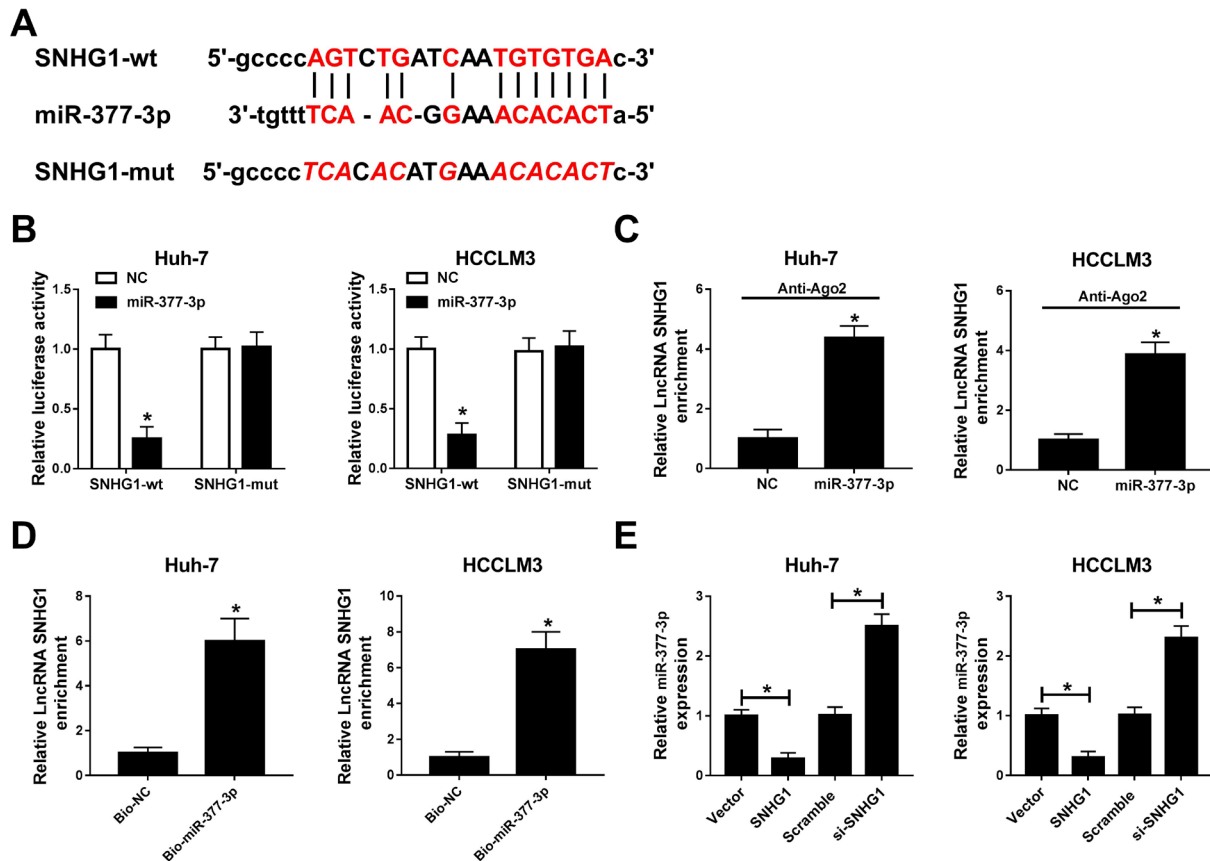 A
SNHG1-wt 5'-gccccAGTCTGATCAATGTGTGAc-3'
miR-377-3p 3'-tgtttTCA - AC-GGAAACACACTa-5'
SNHG1-mut 5'-gccccTCACACATGAAACACACTc-3'
B
Huh-7
NC
miR-377-3p
Relative luciferase activity
1.5
1.0
0.5
0.0
*
SNHG1-wt SNHG1-mut
HCCLM3
NC
miR-377-3p
Relative luciferase activity
1.5
1.0
0.5
0.0
*
SNHG1-wt SNHG1-mut
C
Huh-7
Anti-Ago2
Relative LncRNA SNHG1
enrichment
6
4
2
0
*
NC miR-377-3p
HCCLM3
Anti-Ago2
Relative LncRNA SNHG1
enrichment
6
4
2
0
*
NC miR-377-3p
D
Huh-7
Relative LncRNA SNHG1
enrichment
8
6
4
2
0
*
Bio-NC
Bio-miR-377-3p
HCCLM3
Relative LncRNA SNHG1
enrichment
10
8
6
4
2
0
*
Bio-NC
Bio-miR-377-3p
E
Huh-7
Relative miR-377-3p
expression
3
2
1
0
*
*
Vector
SNHG1
Scramble
si-SNHG1
HCCLM3
Relative miR-377-3p
expression
3
2
1
0
*
*
Vector
SNHG1
Scramble
si-SNHG1